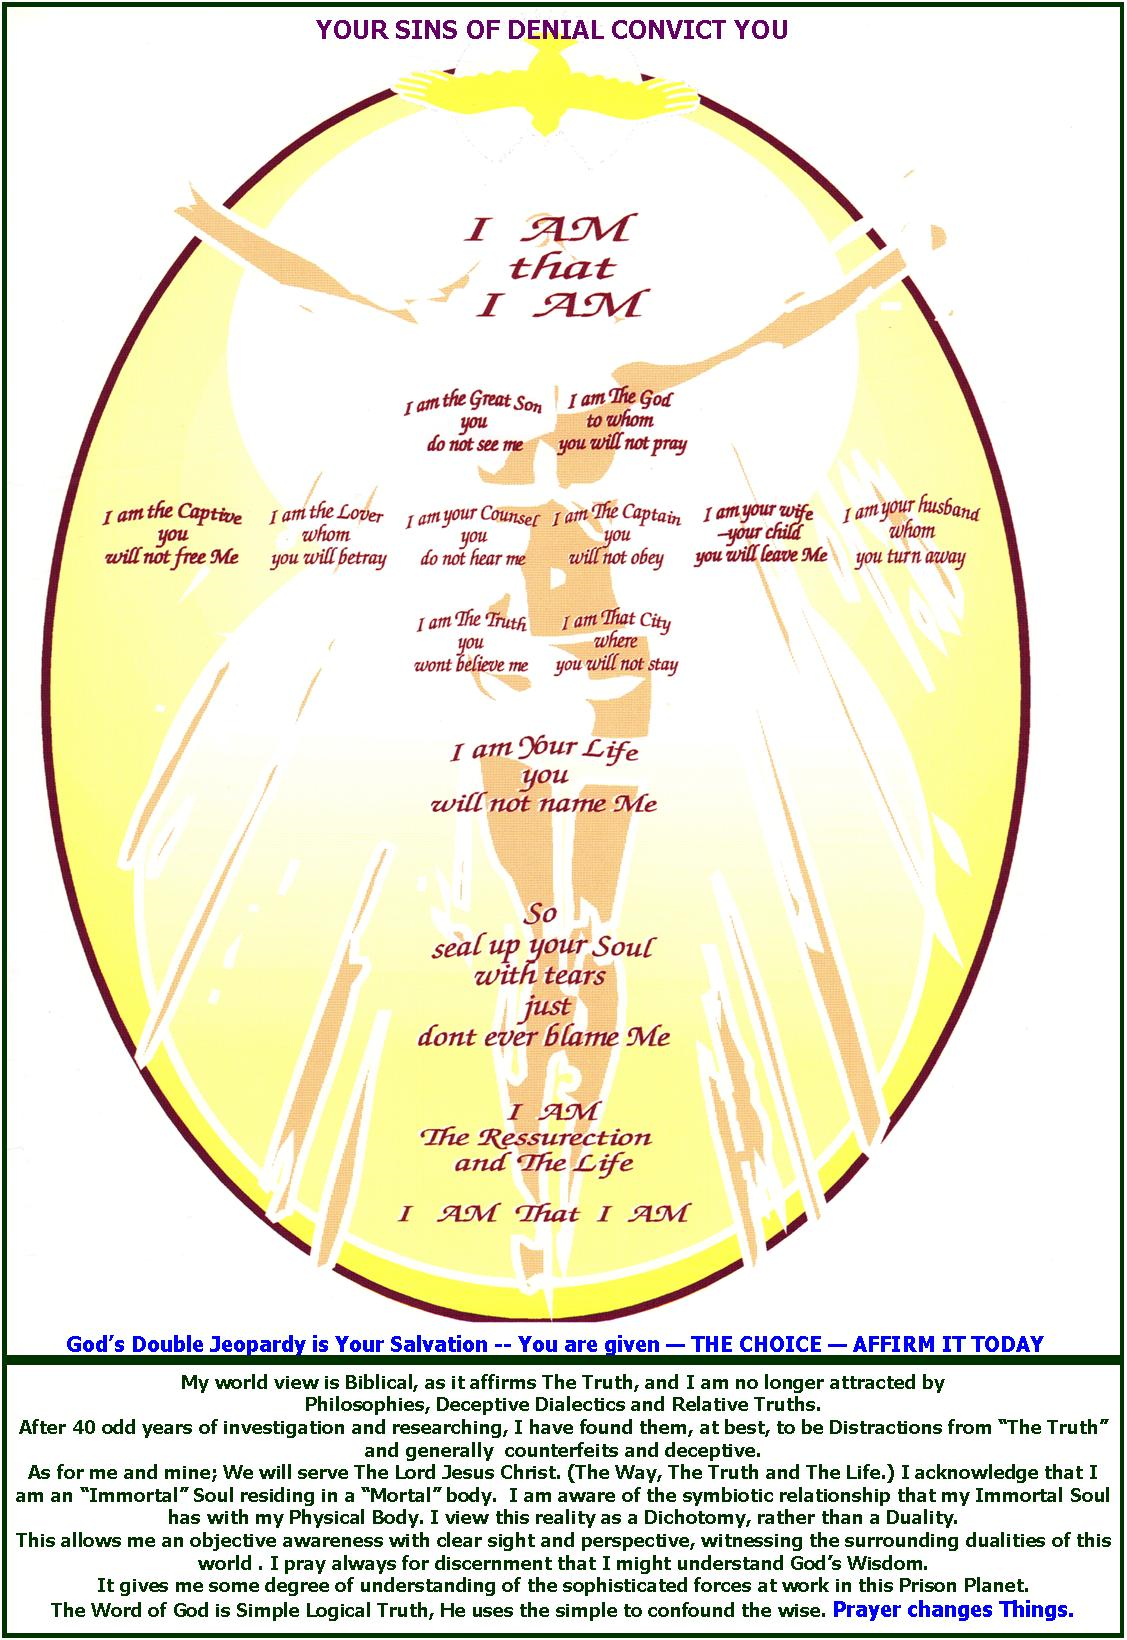 YOUR SINS OF DENIAL CONVICT YOU
I AM
that
I AM
I am the Great Son
you
do not see me
I am The God
to whom
you will not pray
I am the Captive
you
will not free Me
I am the Lover
whom
you will betray
I am your Counsel
you
do not hear me
I am The Captain
you
will not obey
I am your wife
–your child
you will leave Me
I am your husband
whom
you turn away
I am The Truth
you
wont believe me
I am That City
where
you will not stay
I am Your Life
you
will not name Me
So
seal up your Soul
with tears
just
dont ever blame Me
I AM
The Ressurection
and The Life
I AM That I AM
God’s Double Jeopardy is Your Salvation -- You are given — THE CHOICE — AFFIRM IT TODAY
My world view is Biblical, as it affirms The Truth, and I am no longer attracted by
Philosophies, Deceptive Dialectics and Relative Truths.
After 40 odd years of investigation and researching, I have found them, at best, to be Distractions from “The Truth”
and generally counterfeits and deceptive.
As for me and mine; We will serve The Lord Jesus Christ. (The Way, The Truth and The Life.) I acknowledge that I
am an “Immortal” Soul residing in a “Mortal” body. I am aware of the symbiotic relationship that my Immortal Soul
has with my Physical Body. I view this reality as a Dichotomy, rather than a Duality.
This allows me an objective awareness with clear sight and perspective, witnessing the surrounding dualities of this
world . I pray always for discernment that I might understand God’s Wisdom.
It gives me some degree of understanding of the sophisticated forces at work in this Prison Planet.
The Word of God is Simple Logical Truth, He uses the simple to confound the wise. Prayer changes Things.